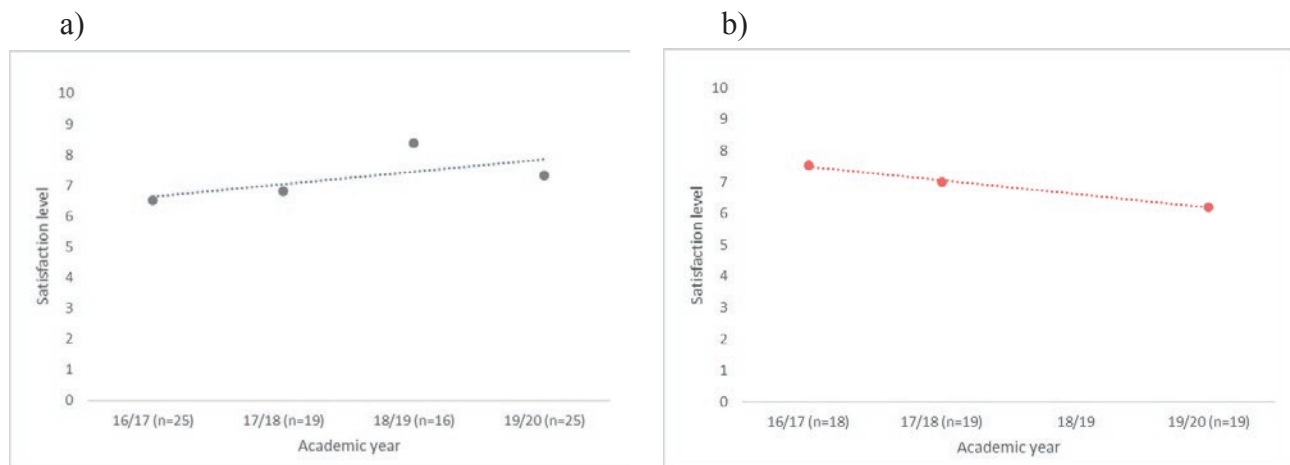 a)
10
9
8
7
6
5
4
3
2
1
0
Satisfaction level
16/17 (n=25) 17/18 (n=19) 18/19 (n=16) 19/20 (n=25)
Academic year
b)
10
9
8
7
6
5
4
3
2
1
0
Satisfaction level
16/17 (n=18) 17/18 (n=19) 18/19 19/20 (n=19)
Academic year